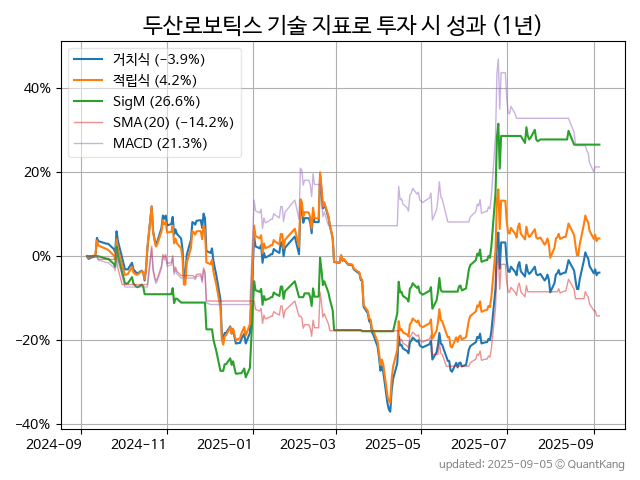 두산로보틱스 기술 지표로 투자 시 성과 (1년)
거치식 (−3.9%)
적립식 (4.2%)
SigM (26.6%)
SMA(20) (−14.2%)
MACD (21.3%)
40%
20%
0%
−20%
−40%
2024-09 2024-11 2025-01 2025-03 2025-05 2025-07 2025-09
updated: 2025-09-05 © QuantKang